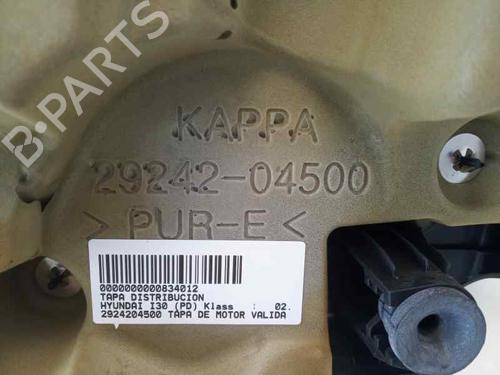 B-Parts
KAPPA
29242-04500
> PUR-E <
0000000000834012
TAPA DISTRIBUCION
HYUNDAI I30 (PD) Klass : 02.
2924204500 TAPA DE MOTOR VALIDA